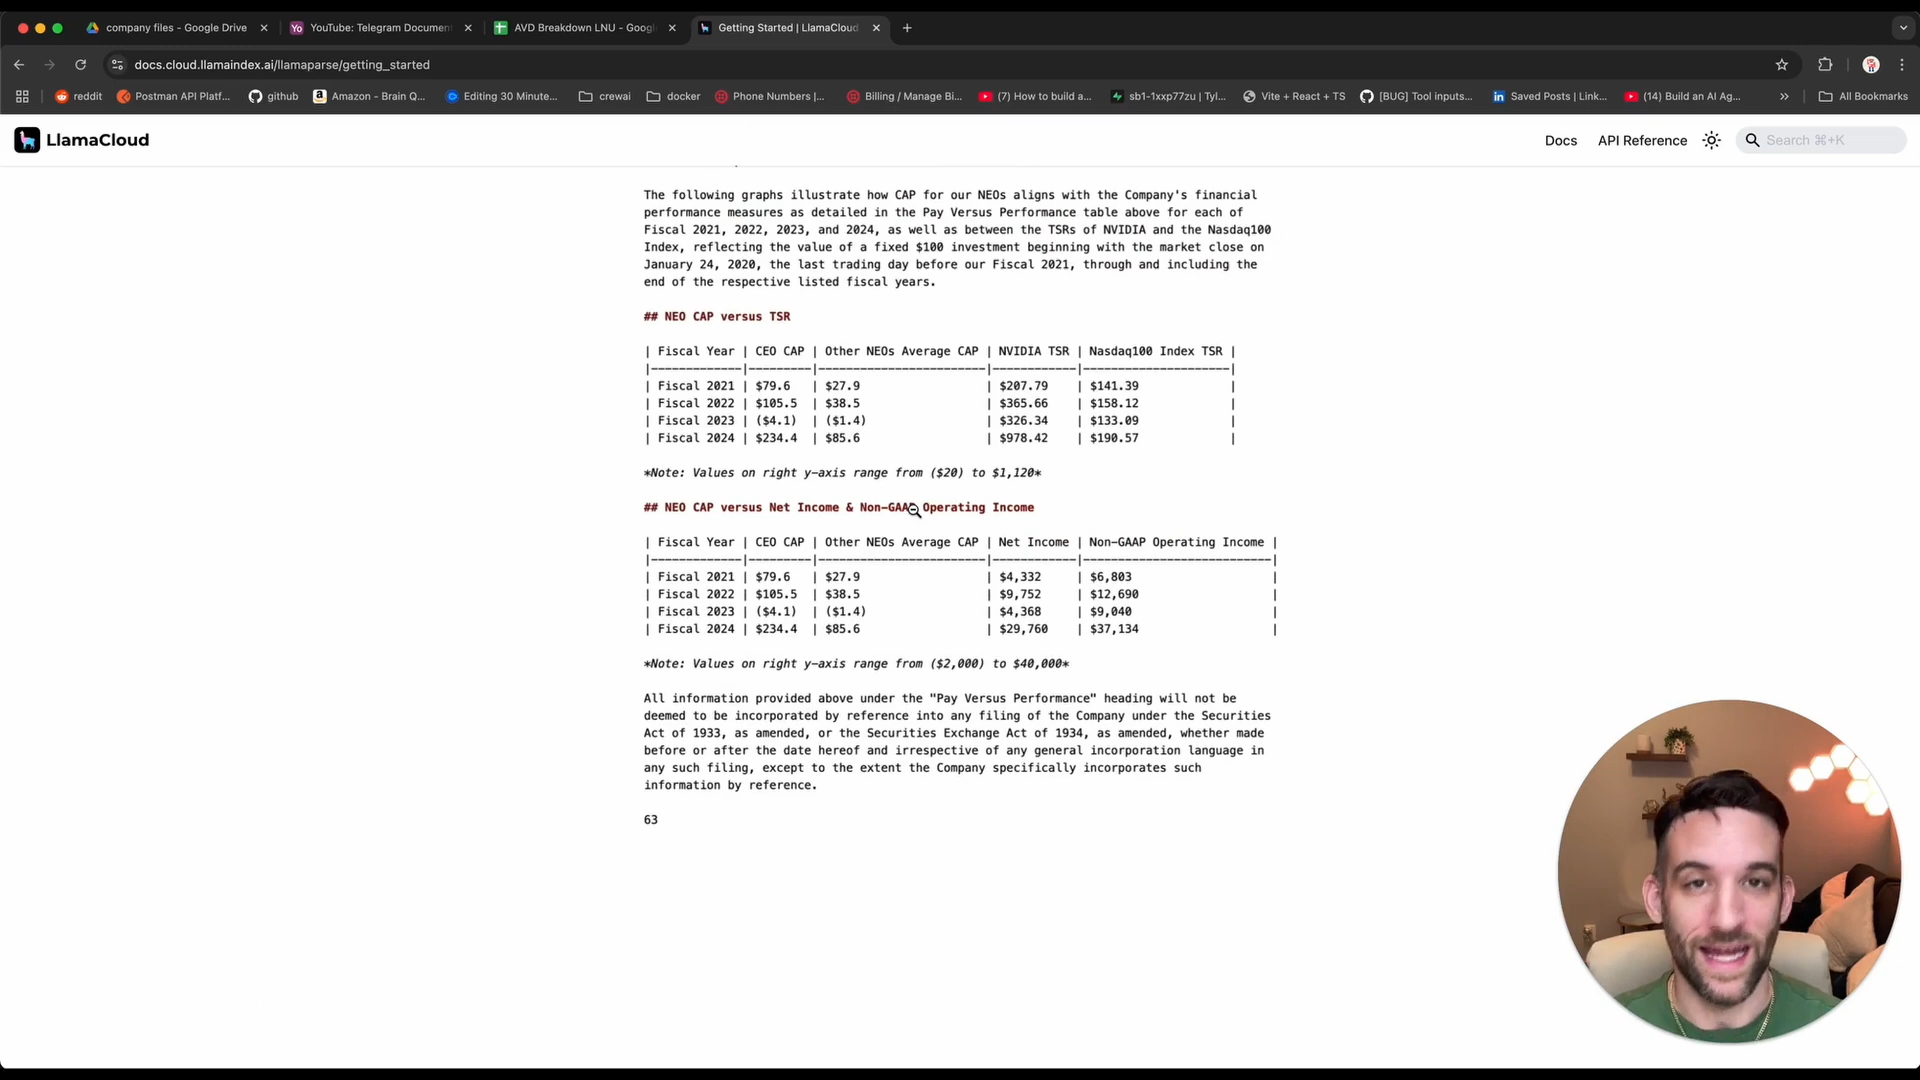 company files - Google Drive
YouTube: Telegram Documen
AVD Breakdown LNU - Goog
Getting Started | LlamaCloud
docs.cloud.llamaindex.ai/llamaparse/getting_started
reddit
Postman API Platf...
github
Amazon - Brain Q...
Editing 30 Minute...
crewai
docker
Phone Numbers |...
Billing / Manage Bi...
(7) How to build a...
sb1-1xxp77zu | Tyl...
Vite + React + TS
[BUG] Tool inputs...
Saved Posts | Link...
(14) Build an AI Ag...
All Bookmarks
LlamaCloud
Docs
API Reference
Search ⌘+K
The following graphs illustrate how CAP for our NEOs aligns with the Company's financial
performance measures as detailed in the Pay Versus Performance table above for each of
Fiscal 2021, 2022, 2023, and 2024, as well as between the TSRs of NVIDIA and the Nasdaq100
Index, reflecting the value of a fixed $100 investment beginning with the market close on
January 24, 2020, the last trading day before our Fiscal 2021, through and including the
end of the respective listed fiscal years.
## NEO CAP versus TSR
| Fiscal Year | CEO CAP | Other NEOs Average CAP | NVIDIA TSR | Nasdaq100 Index TSR |
|-------------|---------|------------------------|------------|---------------------|
| Fiscal 2021 | $79.6 | $27.9 | $207.79 | $141.39 |
| Fiscal 2022 | $105.5 | $38.5 | $365.66 | $158.12 |
| Fiscal 2023 | ($4.1) | ($1.4) | $326.34 | $133.09 |
| Fiscal 2024 | $234.4 | $85.6 | $978.42 | $190.57 |
*Note: Values on right y-axis range from ($20) to $1,120*
## NEO CAP versus Net Income & Non-GAAP Operating Income
| Fiscal Year | CEO CAP | Other NEOs Average CAP | Net Income | Non-GAAP Operating Income |
|-------------|---------|------------------------|------------|---------------------------|
| Fiscal 2021 | $79.6 | $27.9 | $4,332 | $6,803 |
| Fiscal 2022 | $105.5 | $38.5 | $9,752 | $12,690 |
| Fiscal 2023 | ($4.1) | ($1.4) | $4,368 | $9,040 |
| Fiscal 2024 | $234.4 | $85.6 | $29,760 | $37,134 |
*Note: Values on right y-axis range from ($2,000) to $40,000*
All information provided above under the "Pay Versus Performance" heading will not be
deemed to be incorporated by reference into any filing of the Company under the Securities
Act of 1933, as amended, or the Securities Exchange Act of 1934, as amended, whether made
before or after the date hereof and irrespective of any general incorporation language in
any such filing, except to the extent the Company specifically incorporates such
information by reference.
63